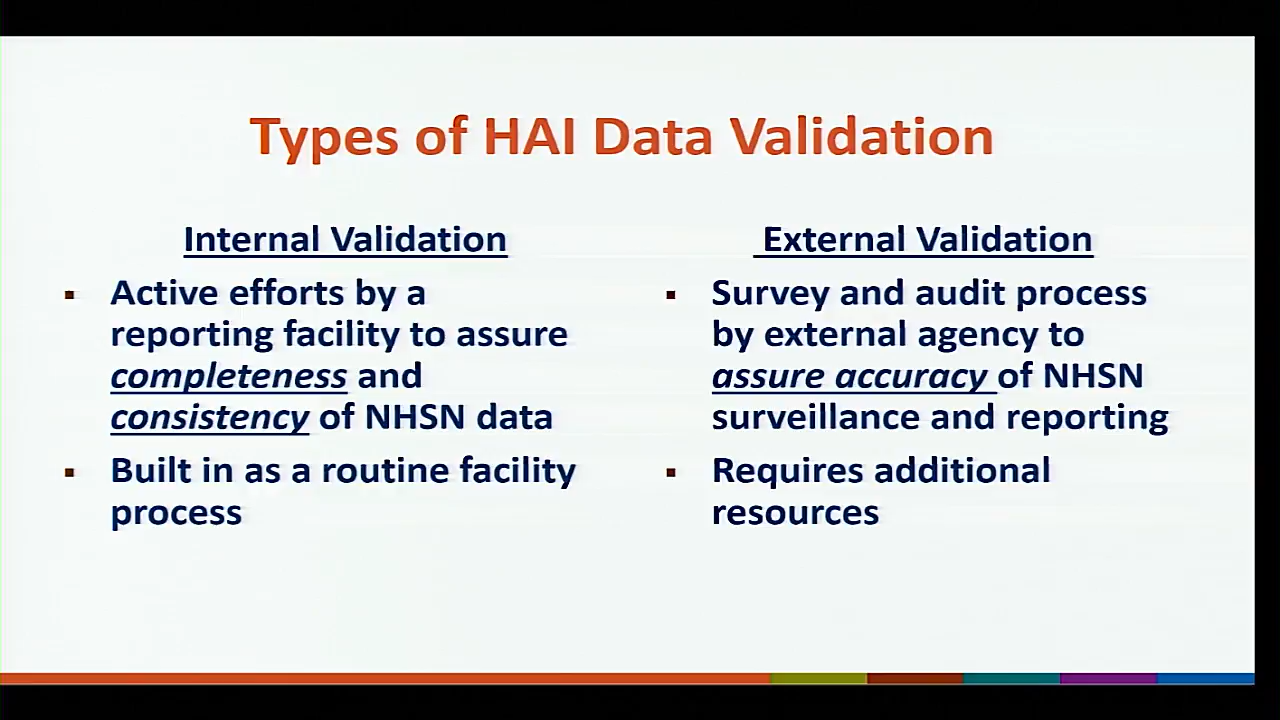 Types of HAI Data Validation
Internal Validation
▪ Active efforts by a
reporting facility to assure
completeness and
consistency of NHSN data
▪ Built in as a routine facility
process
External Validation
▪ Survey and audit process
by external agency to
assure accuracy of NHSN
surveillance and reporting
▪ Requires additional
resources